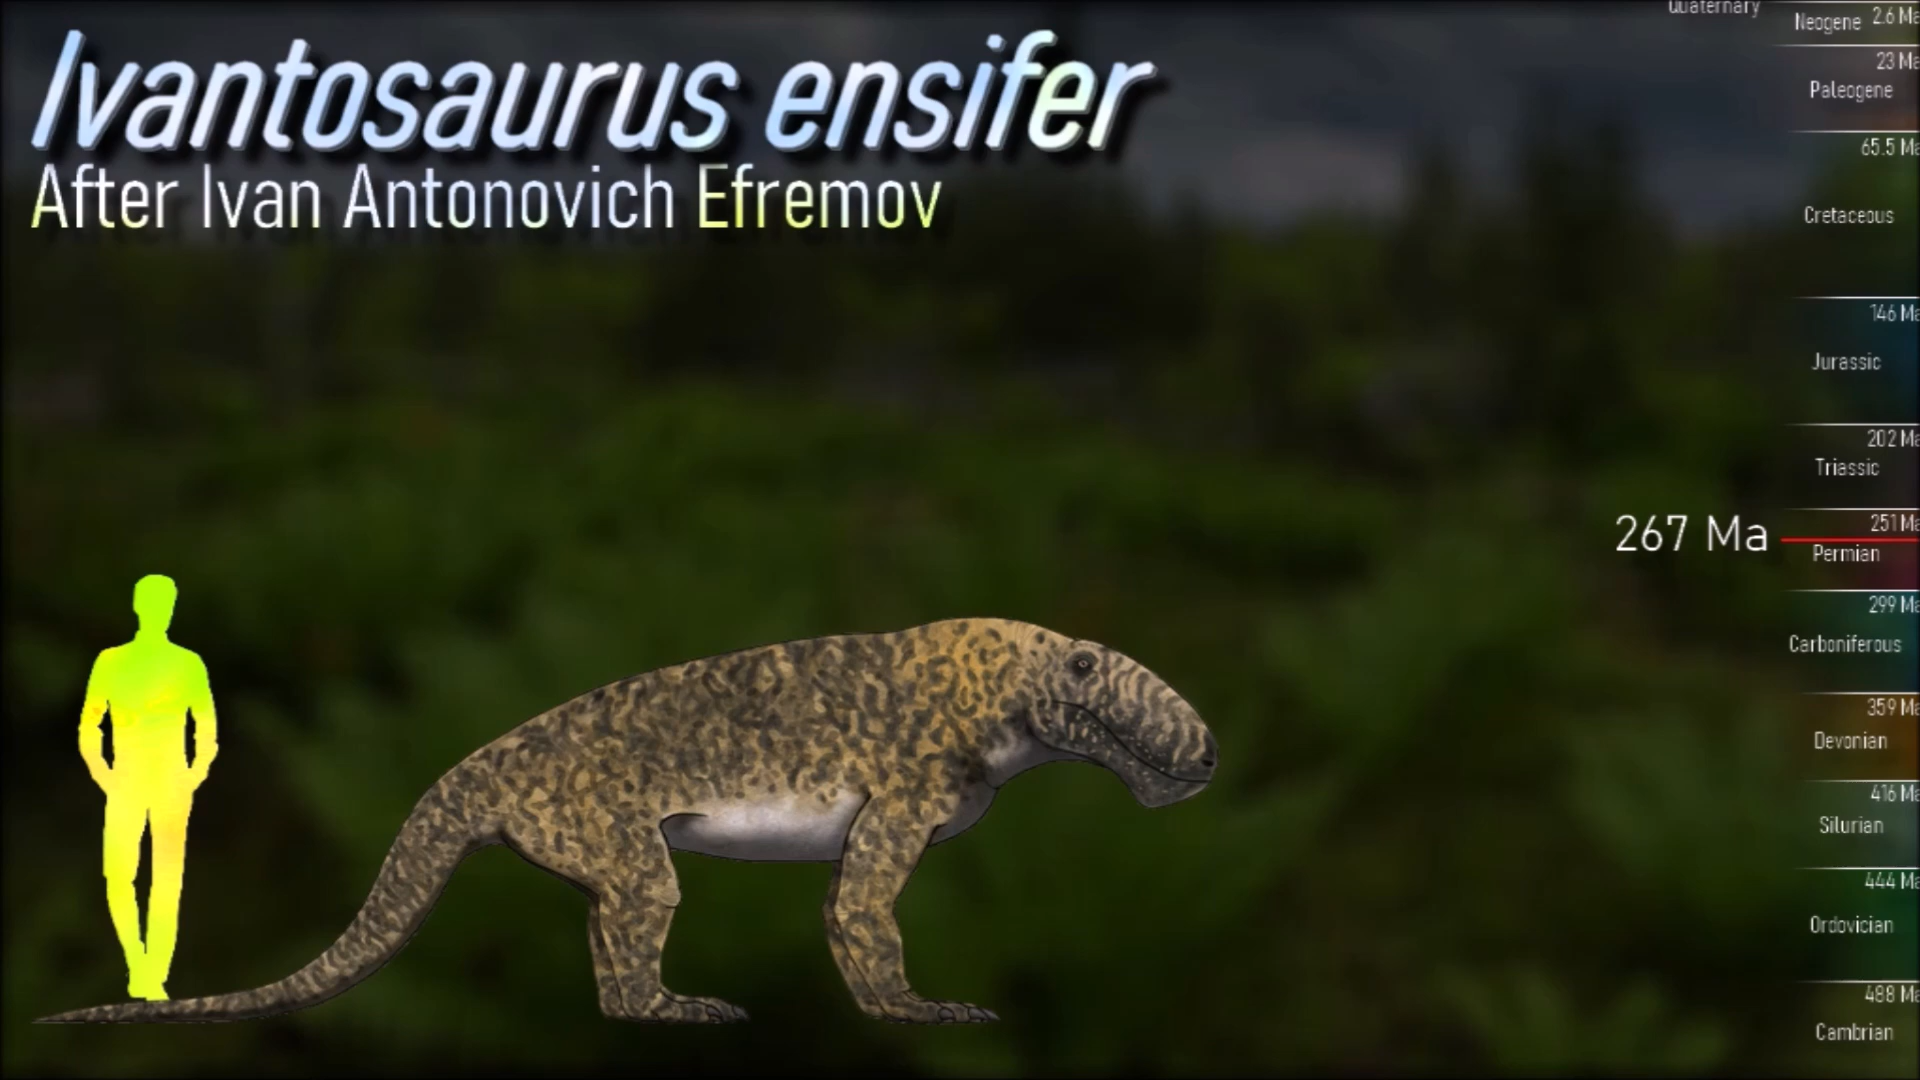 Ivantosaurus ensifer
After Ivan Antonovich Efremov
Quaternary
2.6 Ma
Neogene
23 Ma
Paleogene
65.5 Ma
Cretaceous
146 Ma
Jurassic
202 Ma
Triassic
251 Ma
267 Ma
Permian
299 Ma
Carboniferous
359 Ma
Devonian
416 Ma
Silurian
444 Ma
Ordovician
488 Ma
Cambrian